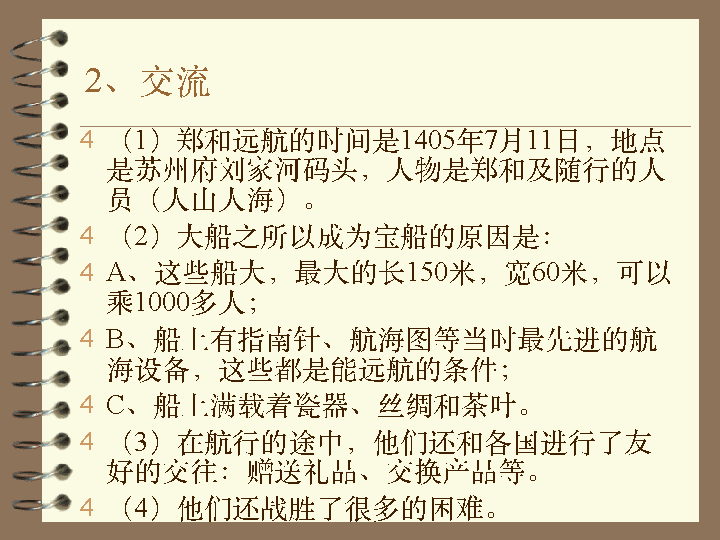 2、交流
4 （1）郑和远航的时间是1405年7月11日，地点
是苏州府刘家河码头，人物是郑和及随行的人
员（人山人海）。
4 （2）大船之所以成为宝船的原因是：
4 A、这些船大，最大的长150米，宽60米，可以
乘1000多人；
4 B、船上有指南针、航海图等当时最先进的航
海设备，这些都是能远航的条件；
4 C、船上满载着瓷器、丝绸和茶叶。
4 （3）在航行的途中，他们还和各国进行了友
好的交往：赠送礼品、交换产品等。
4 （4）他们还战胜了很多的困难。